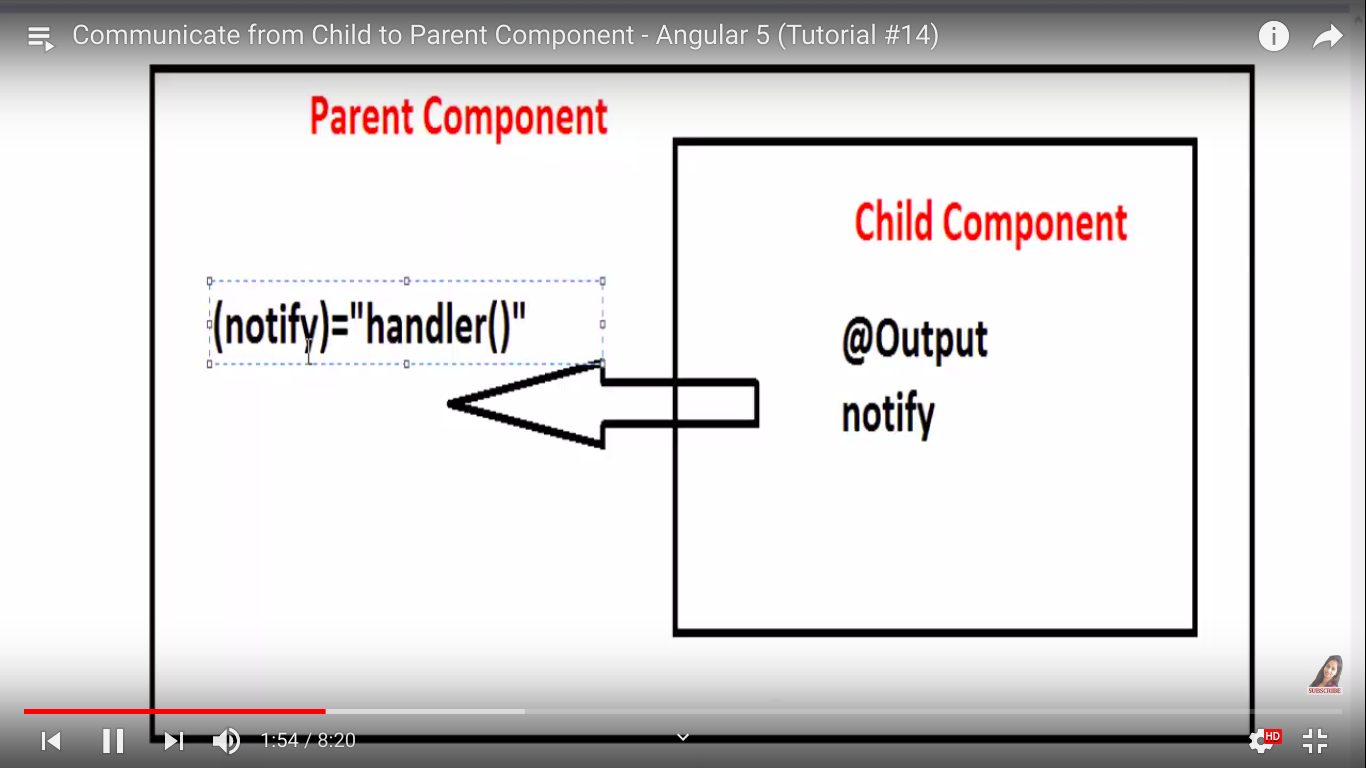 Communicate from Child to Parent Component - Angular 5 (Tutorial #14)
Parent Component
Child Component
(notify)="handler()"
@Output
notify
SUBSCRIBE
1:54 / 8:20
HD